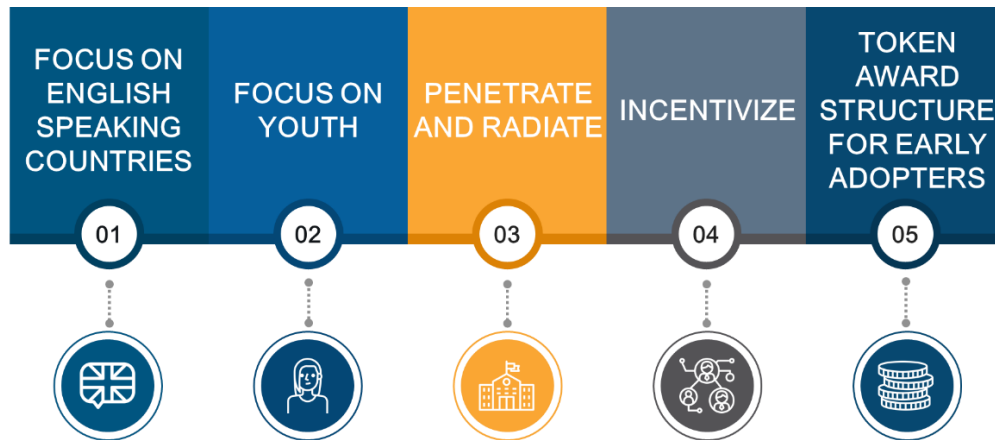 FOCUS ON
ENGLISH
SPEAKING
COUNTRIES
01
FOCUS ON
YOUTH
02
PENETRATE
AND RADIATE
03
INCENTIVIZE
04
TOKEN
AWARD
STRUCTURE
FOR EARLY
ADOPTERS
05